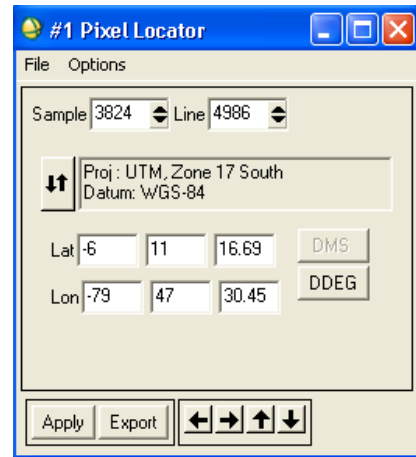 #1 Pixel Locator
File Options
Sample 3824 Line 4986
Proj : UTM, Zone 17 South
Datum: WGS-84
Lat -6 11 16.69 DMS
Lon -79 47 30.45 DDEG
Apply Export